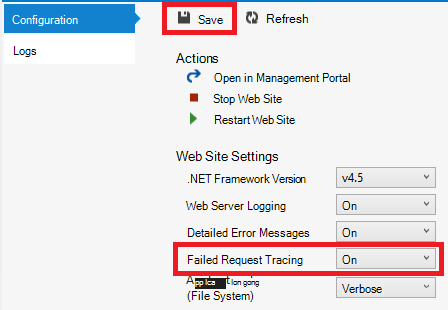 Configuration
Save
Refresh
Logs
Actions
Open in Management Portal
Stop Web Site
Restart Web Site
Web Site Settings
.NET Framework Version v4.5
Web Server Logging On
Detailed Error Messages On
Failed Request Tracing On
(File System) Verbose